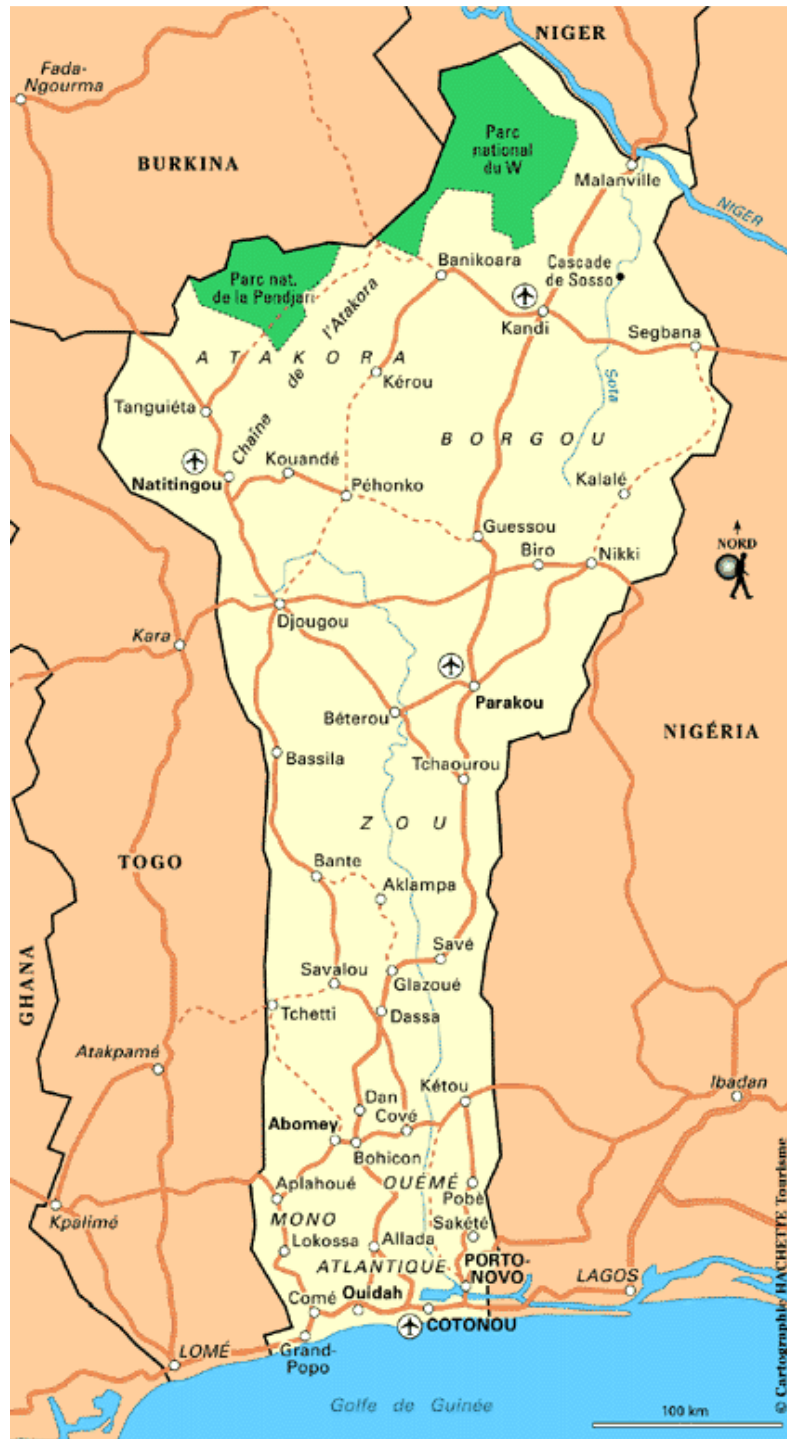 NIGER
Fada-
Ngourma
Parc
national
du W
BURKINA
Malanville
NIGER
Banikoara
Cascade
de Sosso
Parc nat.
de la Pendjari
Kandi
Segbana
ATAKORA
Chaîne de l'Atakora
Kérou
Sota
Tanguiéta
BORGOU
Kouandé
Natitingou
Péhonko
Kalalé
Guessou
NORD
Biro
Nikki
Djougou
Kara
Parakou
Béterou
NIGÉRIA
Bassila
Tchaourou
ZOU
TOGO
Bante
Aklampa
GHANA
Savé
Savalou
Glazoué
Tchetti
Dassa
Atakpamé
Kétou
Ibadan
Dan
Cové
Abomey
Bohicon
Aplahoué
OUÉMÉ
Pobè
Kpalimé
MONO
Sakété
Lokossa
Allada
ATLANTIQUE
PORTO-
NOVO
LAGOS
Comé
Ouidah
COTONOU
Grand-
Popo
LOMÉ
Golfe de Guinée
100 km
© Cartographie HACHETTE Tourisme